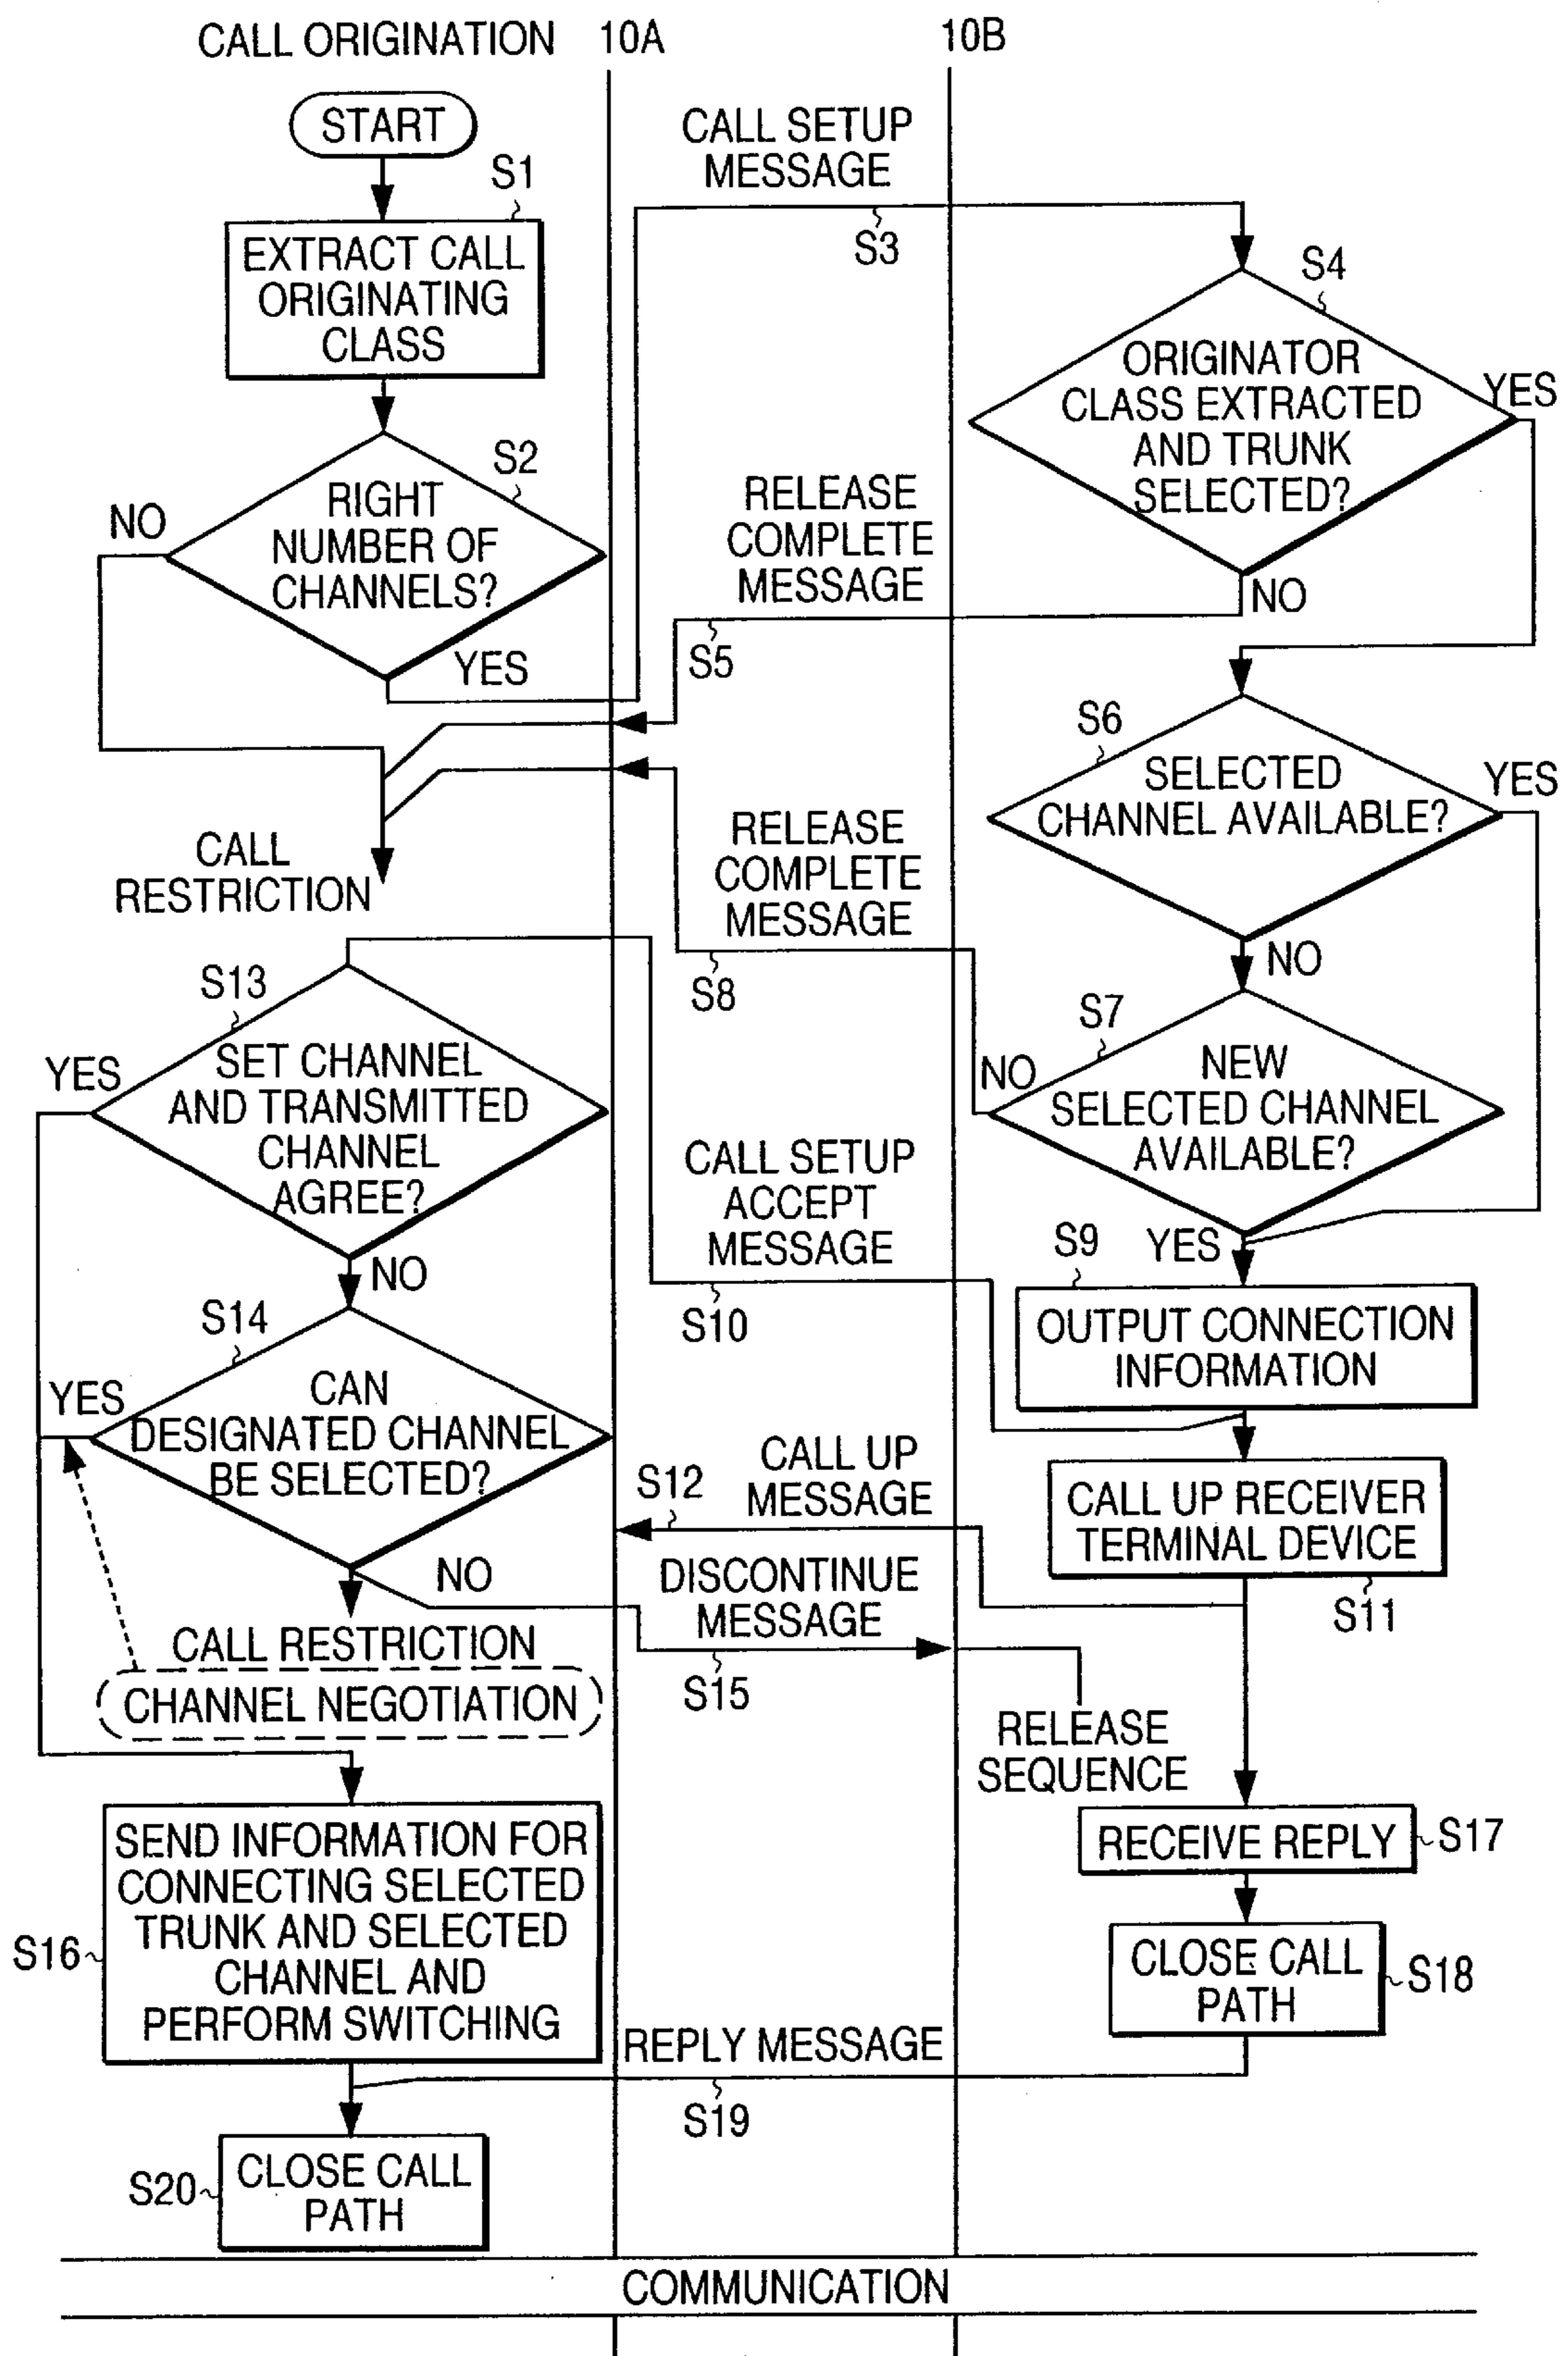 CALL ORIGINATION
10A
10B
START
S1
EXTRACT CALL
ORIGINATING
CLASS
S2
RIGHT
NUMBER OF
CHANNELS?
NO
YES
CALL SETUP
MESSAGE
S3
S4
ORIGINATOR
CLASS EXTRACTED
AND TRUNK
SELECTED?
YES
NO
RELEASE
COMPLETE
MESSAGE
S5
S6
SELECTED
CHANNEL AVAILABLE?
YES
NO
CALL
RESTRICTION
RELEASE
COMPLETE
MESSAGE
S8
S7
NEW
SELECTED CHANNEL
AVAILABLE?
NO
YES
S13
SET CHANNEL
AND TRANSMITTED
CHANNEL
AGREE?
YES
NO
CALL SETUP
ACCEPT
MESSAGE
S10
S9
OUTPUT CONNECTION
INFORMATION
S14
CAN
DESIGNATED CHANNEL
BE SELECTED?
YES
NO
S12
CALL UP
MESSAGE
CALL UP RECEIVER
TERMINAL DEVICE
S11
DISCONTINUE
MESSAGE
S15
CALL RESTRICTION
CHANNEL NEGOTIATION
RELEASE
SEQUENCE
RECEIVE REPLY
S17
S16
SEND INFORMATION FOR
CONNECTING SELECTED
TRUNK AND SELECTED
CHANNEL AND
PERFORM SWITCHING
CLOSE CALL
PATH
S18
REPLY MESSAGE
S19
S20
CLOSE CALL
PATH
COMMUNICATION